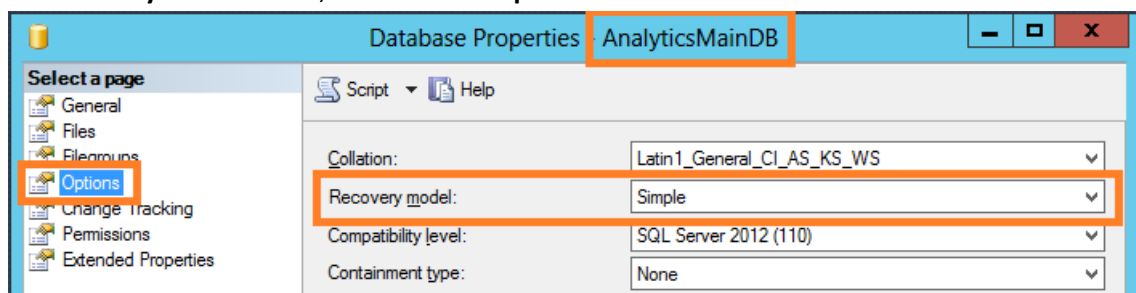 Database Properties - AnalyticsMainDB
Select a page
Script Help
General
Files
Filegroups
Options
Change Tracking
Permissions
Extended Properties
Collation: Latin1_General_CI_AS_KS_WS
Recovery model: Simple
Compatibility level: SQL Server 2012 (110)
Containment type: None